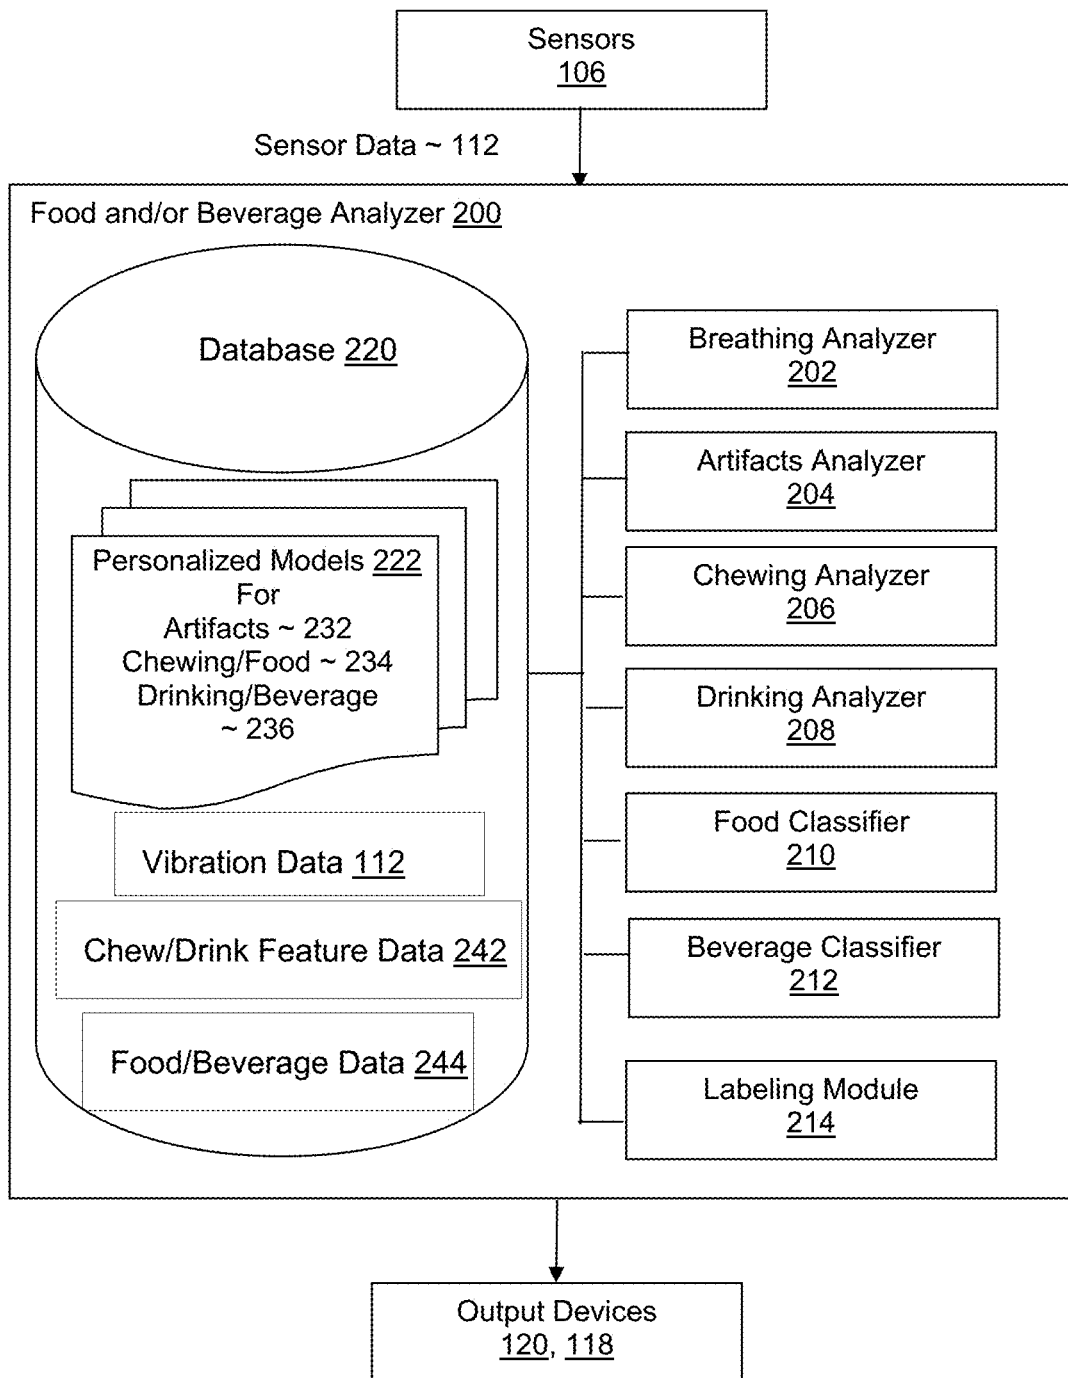 Sensors
106
Sensor Data ~ 112
Food and/or Beverage Analyzer 200
Database 220
Personalized Models 222
For
Artifacts ~ 232
Chewing/Food ~ 234
Drinking/Beverage
~ 236
Vibration Data 112
Chew/Drink Feature Data 242
Food/Beverage Data 244
Breathing Analyzer
202
Artifacts Analyzer
204
Chewing Analyzer
206
Drinking Analyzer
208
Food Classifier
210
Beverage Classifier
212
Labeling Module
214
Output Devices
120, 118